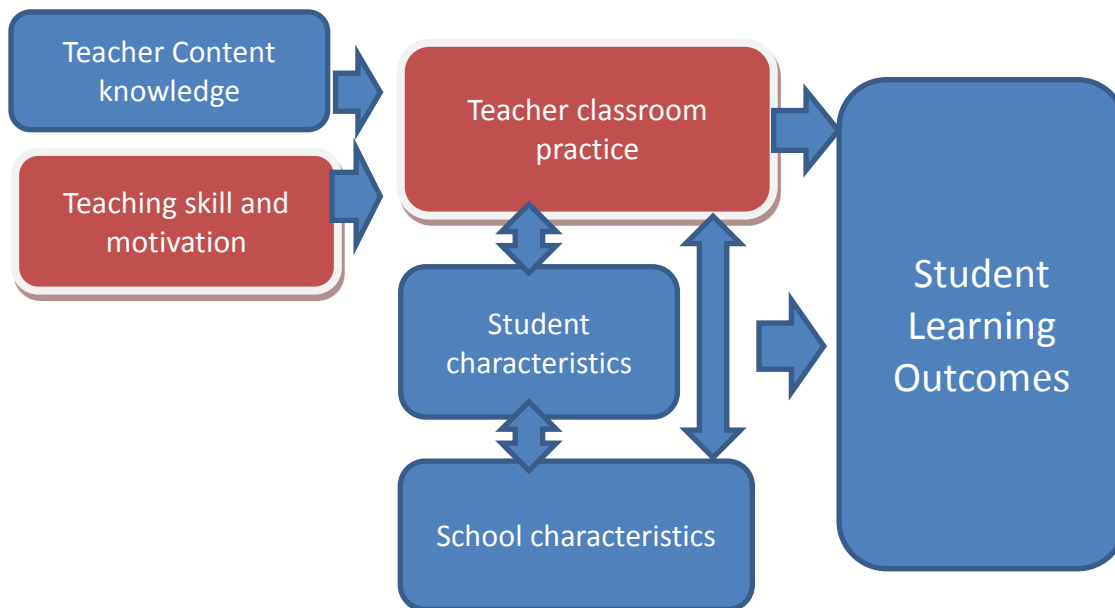 Teacher Content
knowledge
Teaching skill and
motivation
Teacher classroom
practice
Student
characteristics
School characteristics
Student
Learning
Outcomes